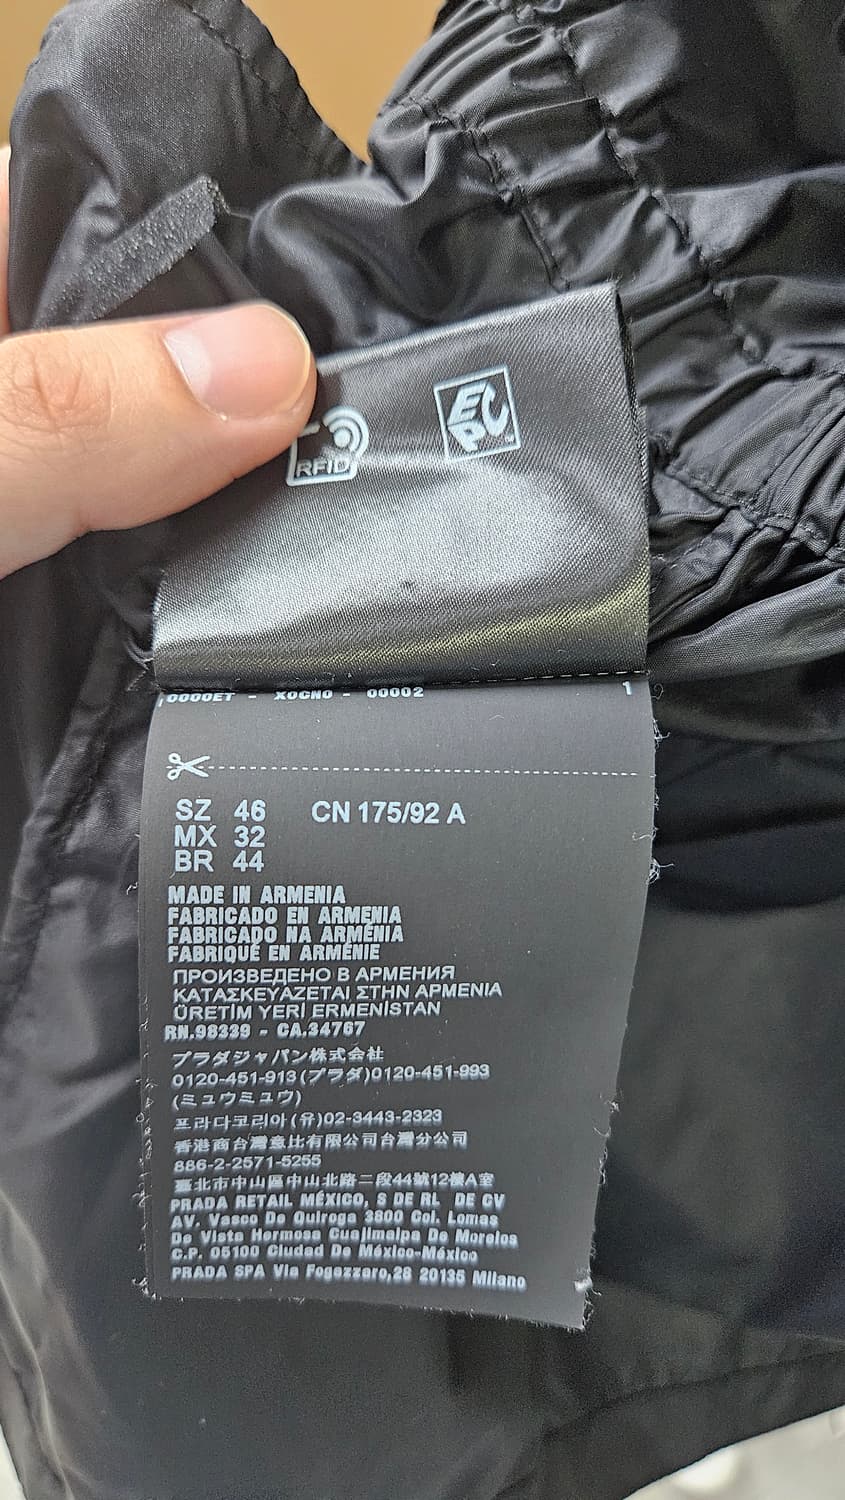 RFID
EPC
0000ET - XOCNO - 00002 1
SZ 46 CN 175/92 A
MX 32
BR 44
MADE IN ARMENIA
FABRICADO EN ARMENIA
FABRICADO NA ARMÉNIA
FABRIQUÉ EN ARMÉNIE
ПРОИЗВЕДЕНО В АРМЕНИЯ
ΚΑΤΑΣΚΕΥΑΖΕΤΑΙ ΣΤΗΝ ΑΡΜΕΝΙΑ
ÜRETİM YERİ ERMENİSTAN
RN.98339 - CA.34767
プラダジャパン株式会社
0120-451-913(プラダ)0120-451-993
(ミュウミュウ)
프라다코리아(유)02-3443-2323
香港商台灣意比有限公司台灣分公司
886-2-2571-5255
臺北市中山區中山北路二段44號12樓A室
PRADA RETAIL MÉXICO, S DE RL DE CV
AV. Vasco De Quiroga 3800 Col. Lomas
De Vista Hermosa Cuajimalpa De Morelos
C.P. 05100 Ciudad De México-México
PRADA SPA Via Fogazzaro,28 20135 Milano